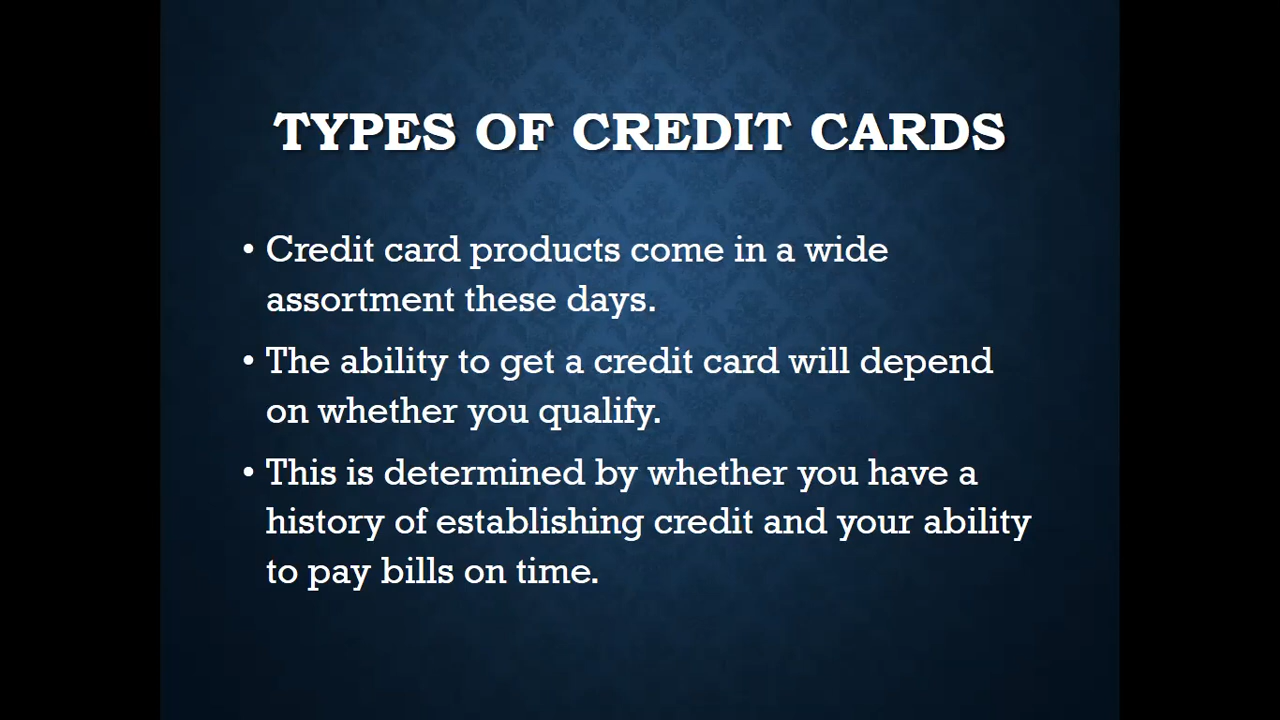 TYPES OF CREDIT CARDS
• Credit card products come in a wide
assortment these days.
• The ability to get a credit card will depend
on whether you qualify.
• This is determined by whether you have a
history of establishing credit and your ability
to pay bills on time.